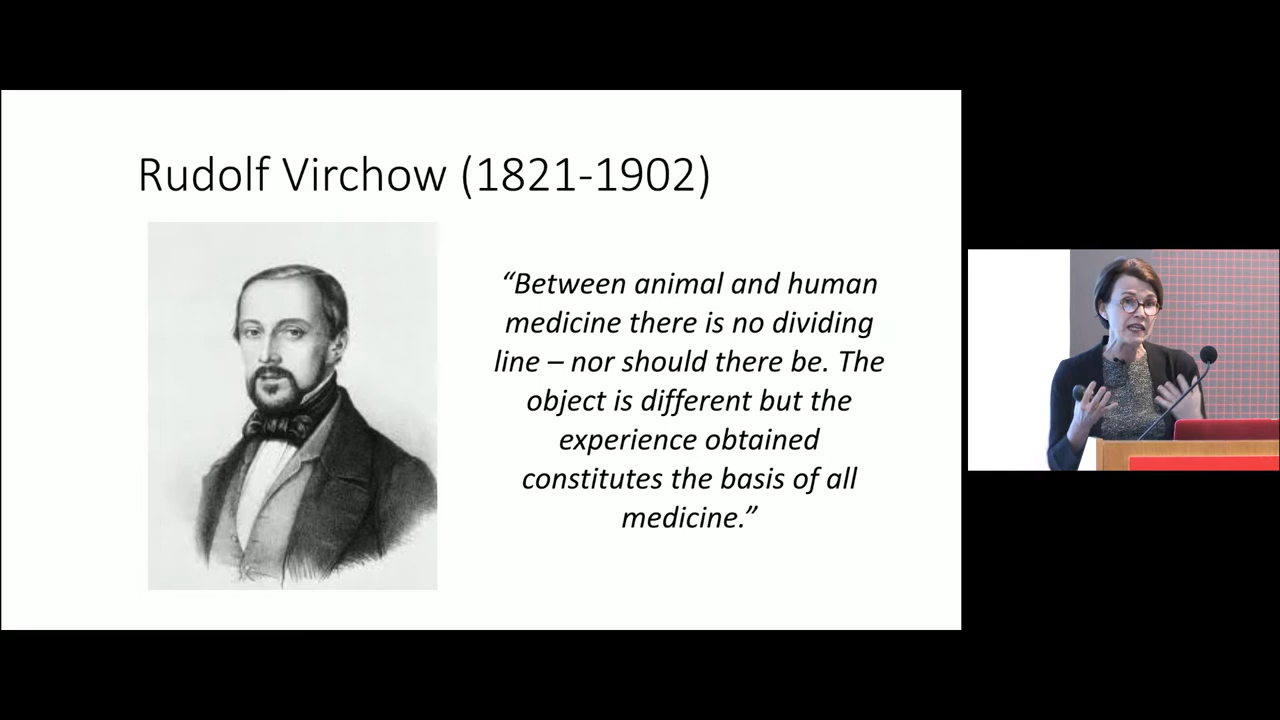 Rudolf Virchow (1821-1902)
“Between animal and human
medicine there is no dividing
line – nor should there be. The
object is different but the
experience obtained
constitutes the basis of all
medicine.”